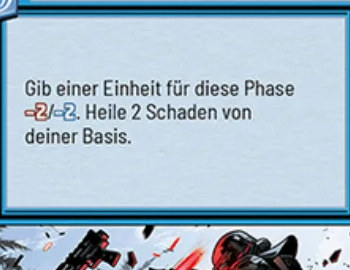 Gib einer Einheit für diese Phase
-2/-2. Heile 2 Schaden von
deiner Basis.